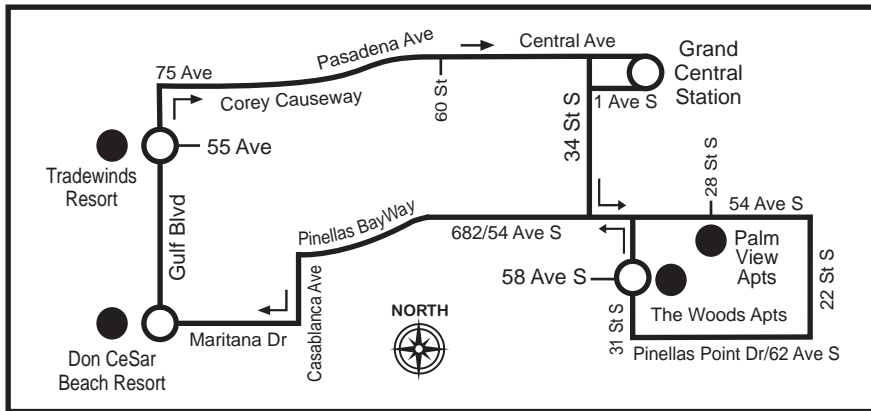 Pasadena Ave
Central Ave
Grand
Central
Station
75 Ave
Corey Causeway
60 St
1 Ave S
34 St S
55 Ave
Tradewinds
Resort
Gulf Blvd
28 St S
54 Ave S
Pinellas BayWay
682/54 Ave S
Palm
View
Apts
22 St S
58 Ave S
The Woods Apts
Casablanca Ave
NORTH
31 St S
Maritana Dr
Pinellas Point Dr/62 Ave S
Don CeSar
Beach Resort